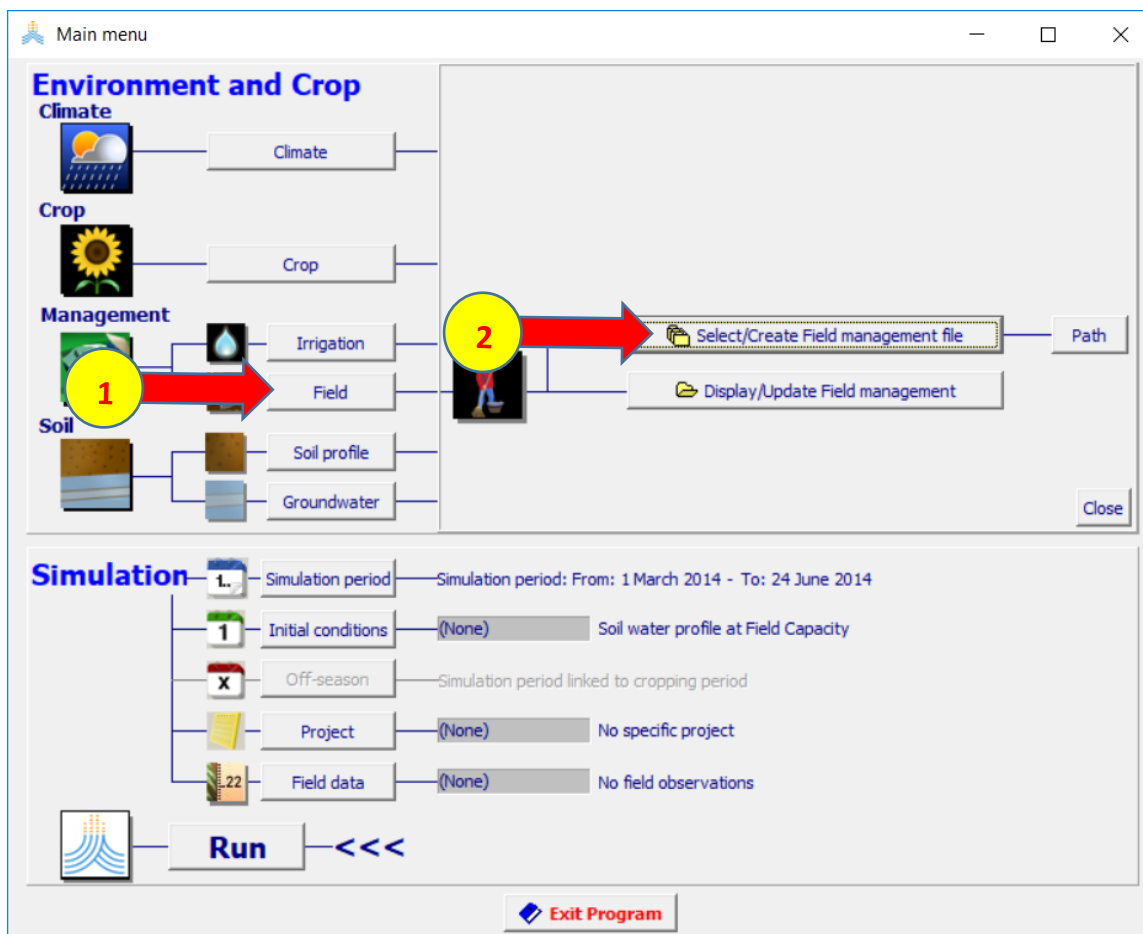 Main menu
Environment and Crop
Climate
Climate
Crop
Crop
Management
Irrigation
2
Select/Create Field management file
Path
1
Field
Display/Update Field management
Soil
Soil profile
Groundwater
Close
Simulation
1..
Simulation period
Simulation period: From: 1 March 2014 - To: 24 June 2014
1
Initial conditions
(None)
Soil water profile at Field Capacity
x
Off-season
Simulation period linked to cropping period
Project
(None)
No specific project
..22
Field data
(None)
No field observations
Run
<<<
Exit Program